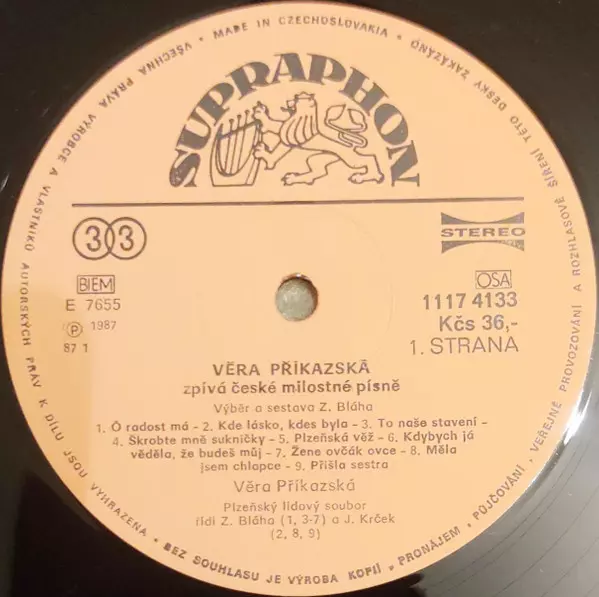 • MADE IN CZECHOSLOVAKIA • VŠECHNA PRÁVA VÝROBCE A VLASTNÍKŮ AUTORSKÝCH PRÁV K DÍLU JSOU VYHRAZENA • BEZ SOUHLASU JE VÝROBA KOPIÍ, PRONÁJEM, PŮJČOVÁNÍ, VEŘEJNÉ PROVOZOVÁNÍ A ROZHLASOVÉ ŠÍŘENÍ TÉTO DESKY ZAKÁZÁNO
SUPRAPHON
33
STEREO
BIEM
E 7655
Ⓟ 1987
87 1
OSA
1117 4133
Kčs 36,-
1. STRANA
VĚRA PŘÍKAZSKÁ
zpívá české milostné písně
Výběr a sestava Z. Bláha
1. Ó radost má - 2. Kde lásko, kdes byla - 3. To naše stavení -
4. Škrobte mně sukničky - 5. Plzeňská věž - 6. Kdybych já
věděla, že budeš můj - 7. Žene ovčák ovce - 8. Měla
jsem chlapce - 9. Přišla sestra
Věra Příkazská
Plzeňský lidový soubor
řídí Z. Bláha (1, 3-7) a J. Krček
(2, 8, 9)